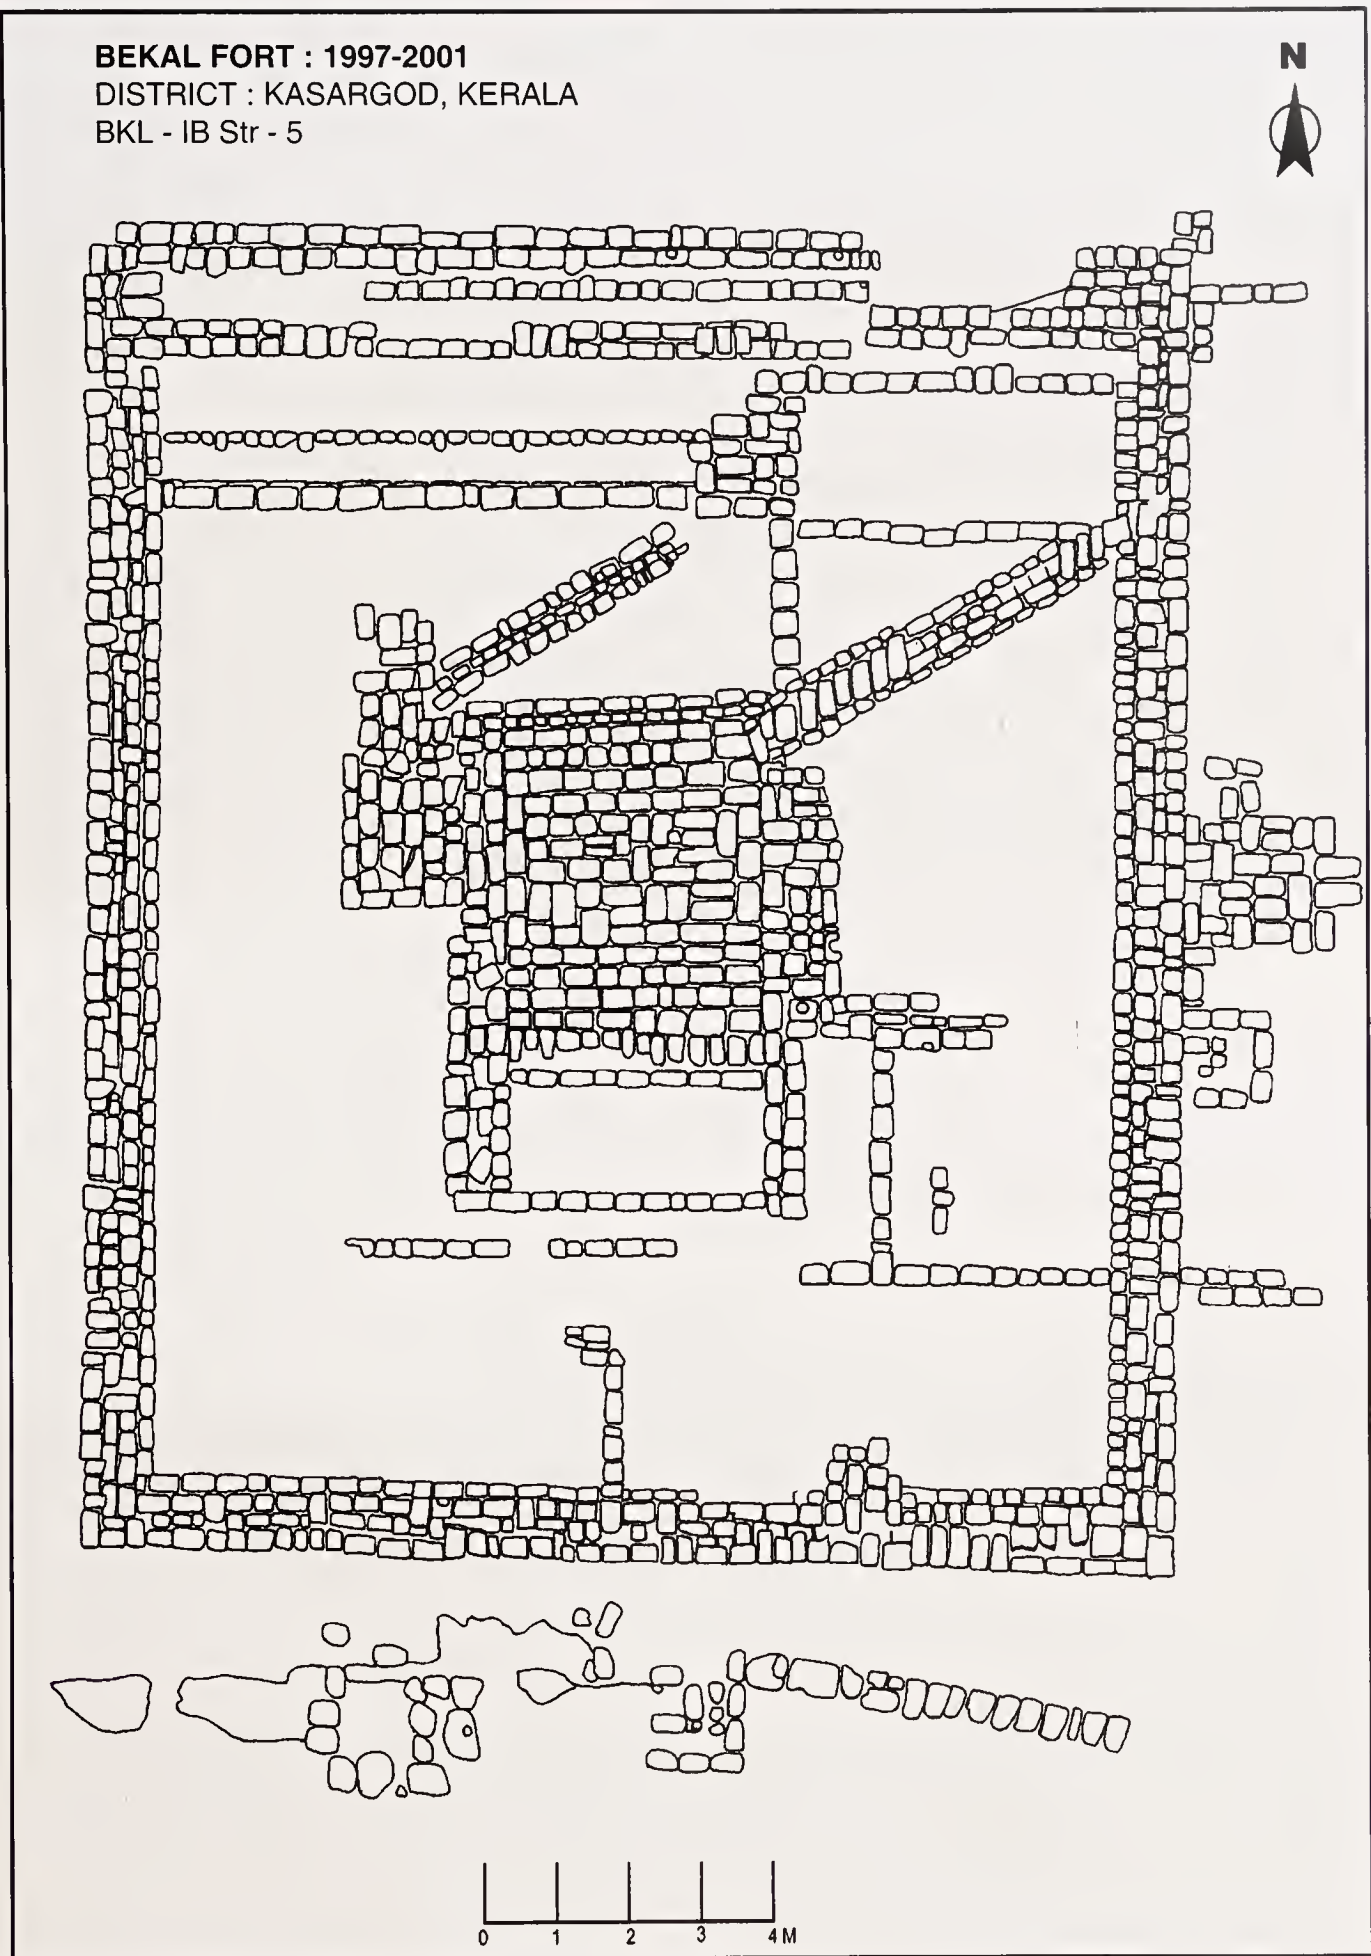 BEKAL FORT : 1997-2001
DISTRICT : KASARGOD, KERALA
BKL - IB Str - 5
N
0 1 2 3 4 M